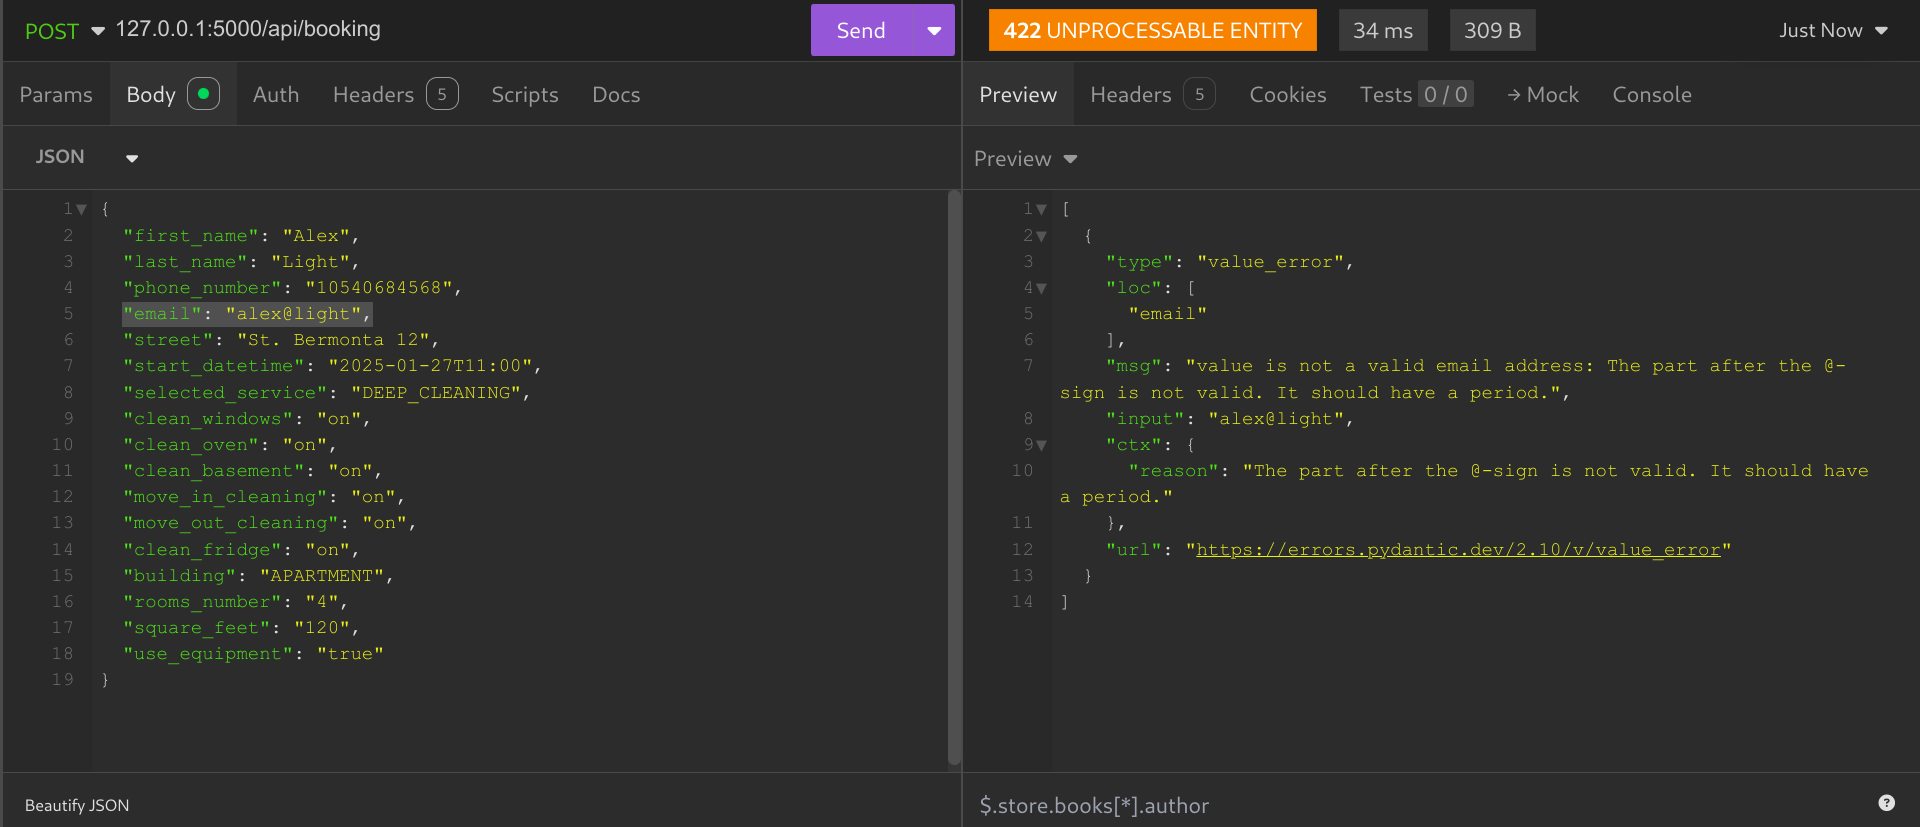 POST 127.0.0.1:5000/api/booking Send
422 UNPROCESSABLE ENTITY 34 ms 309 B Just Now
Params Body Auth Headers 5 Scripts Docs
Preview Headers 5 Cookies Tests 0 / 0 → Mock Console
JSON
Preview
1 {
2 "first_name": "Alex",
3 "last_name": "Light",
4 "phone_number": "10540684568",
5 "email": "alex@light",
6 "street": "St. Bermonta 12",
7 "start_datetime": "2025-01-27T11:00",
8 "selected_service": "DEEP_CLEANING",
9 "clean_windows": "on",
10 "clean_oven": "on",
11 "clean_basement": "on",
12 "move_in_cleaning": "on",
13 "move_out_cleaning": "on",
14 "clean_fridge": "on",
15 "building": "APARTMENT",
16 "rooms_number": "4",
17 "square_feet": "120",
18 "use_equipment": "true"
19 }
1 [
2 {
3 "type": "value_error",
4 "loc": [
5 "email"
6 ],
7 "msg": "value is not a valid email address: The part after the @-
sign is not valid. It should have a period.",
8 "input": "alex@light",
9 "ctx": {
10 "reason": "The part after the @-sign is not valid. It should have
a period."
11 },
12 "url": "https://errors.pydantic.dev/2.10/v/value_error"
13 }
14 ]
Beautify JSON
$.store.books[*].author ?